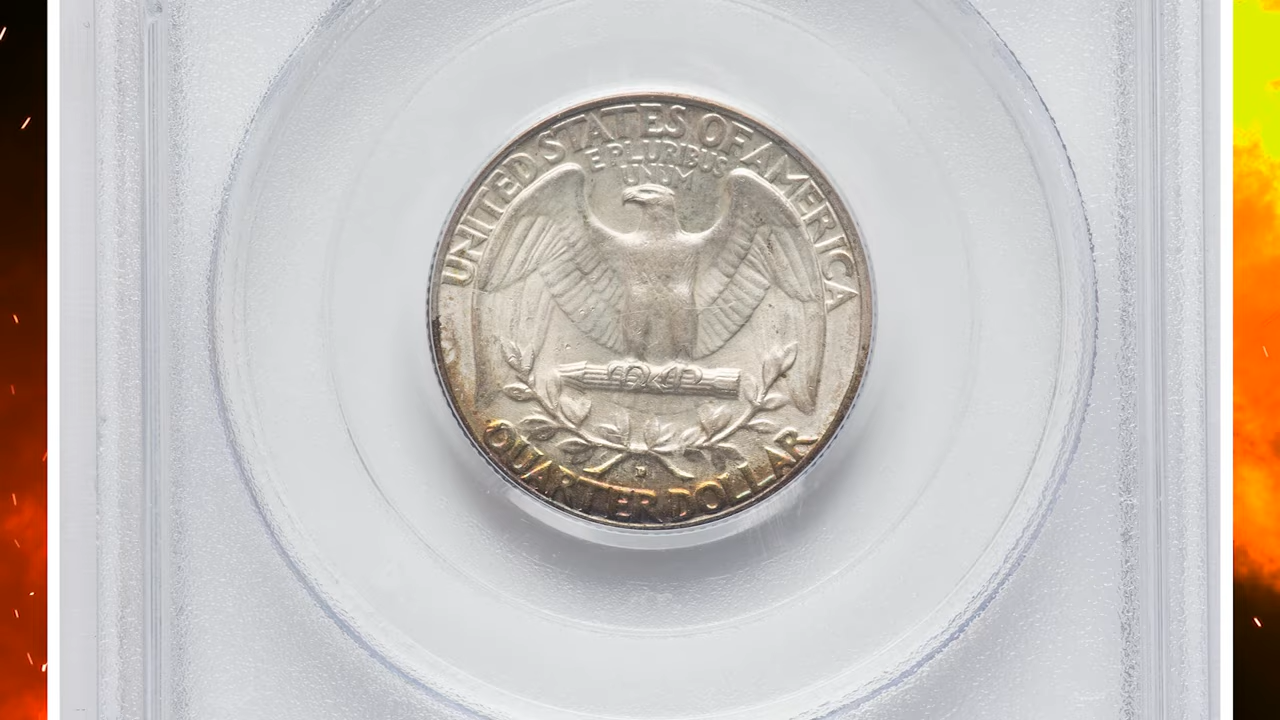 UNITED STATES OF AMERICA
E PLURIBUS
UNUM
QUARTER DOLLAR